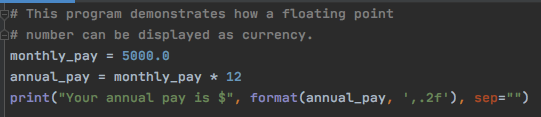 # This program demonstrates how a floating point
# number can be displayed as currency.
monthly_pay = 5000.0
annual_pay = monthly_pay * 12
print("Your annual pay is $", format(annual_pay, ',.2f'), sep="")